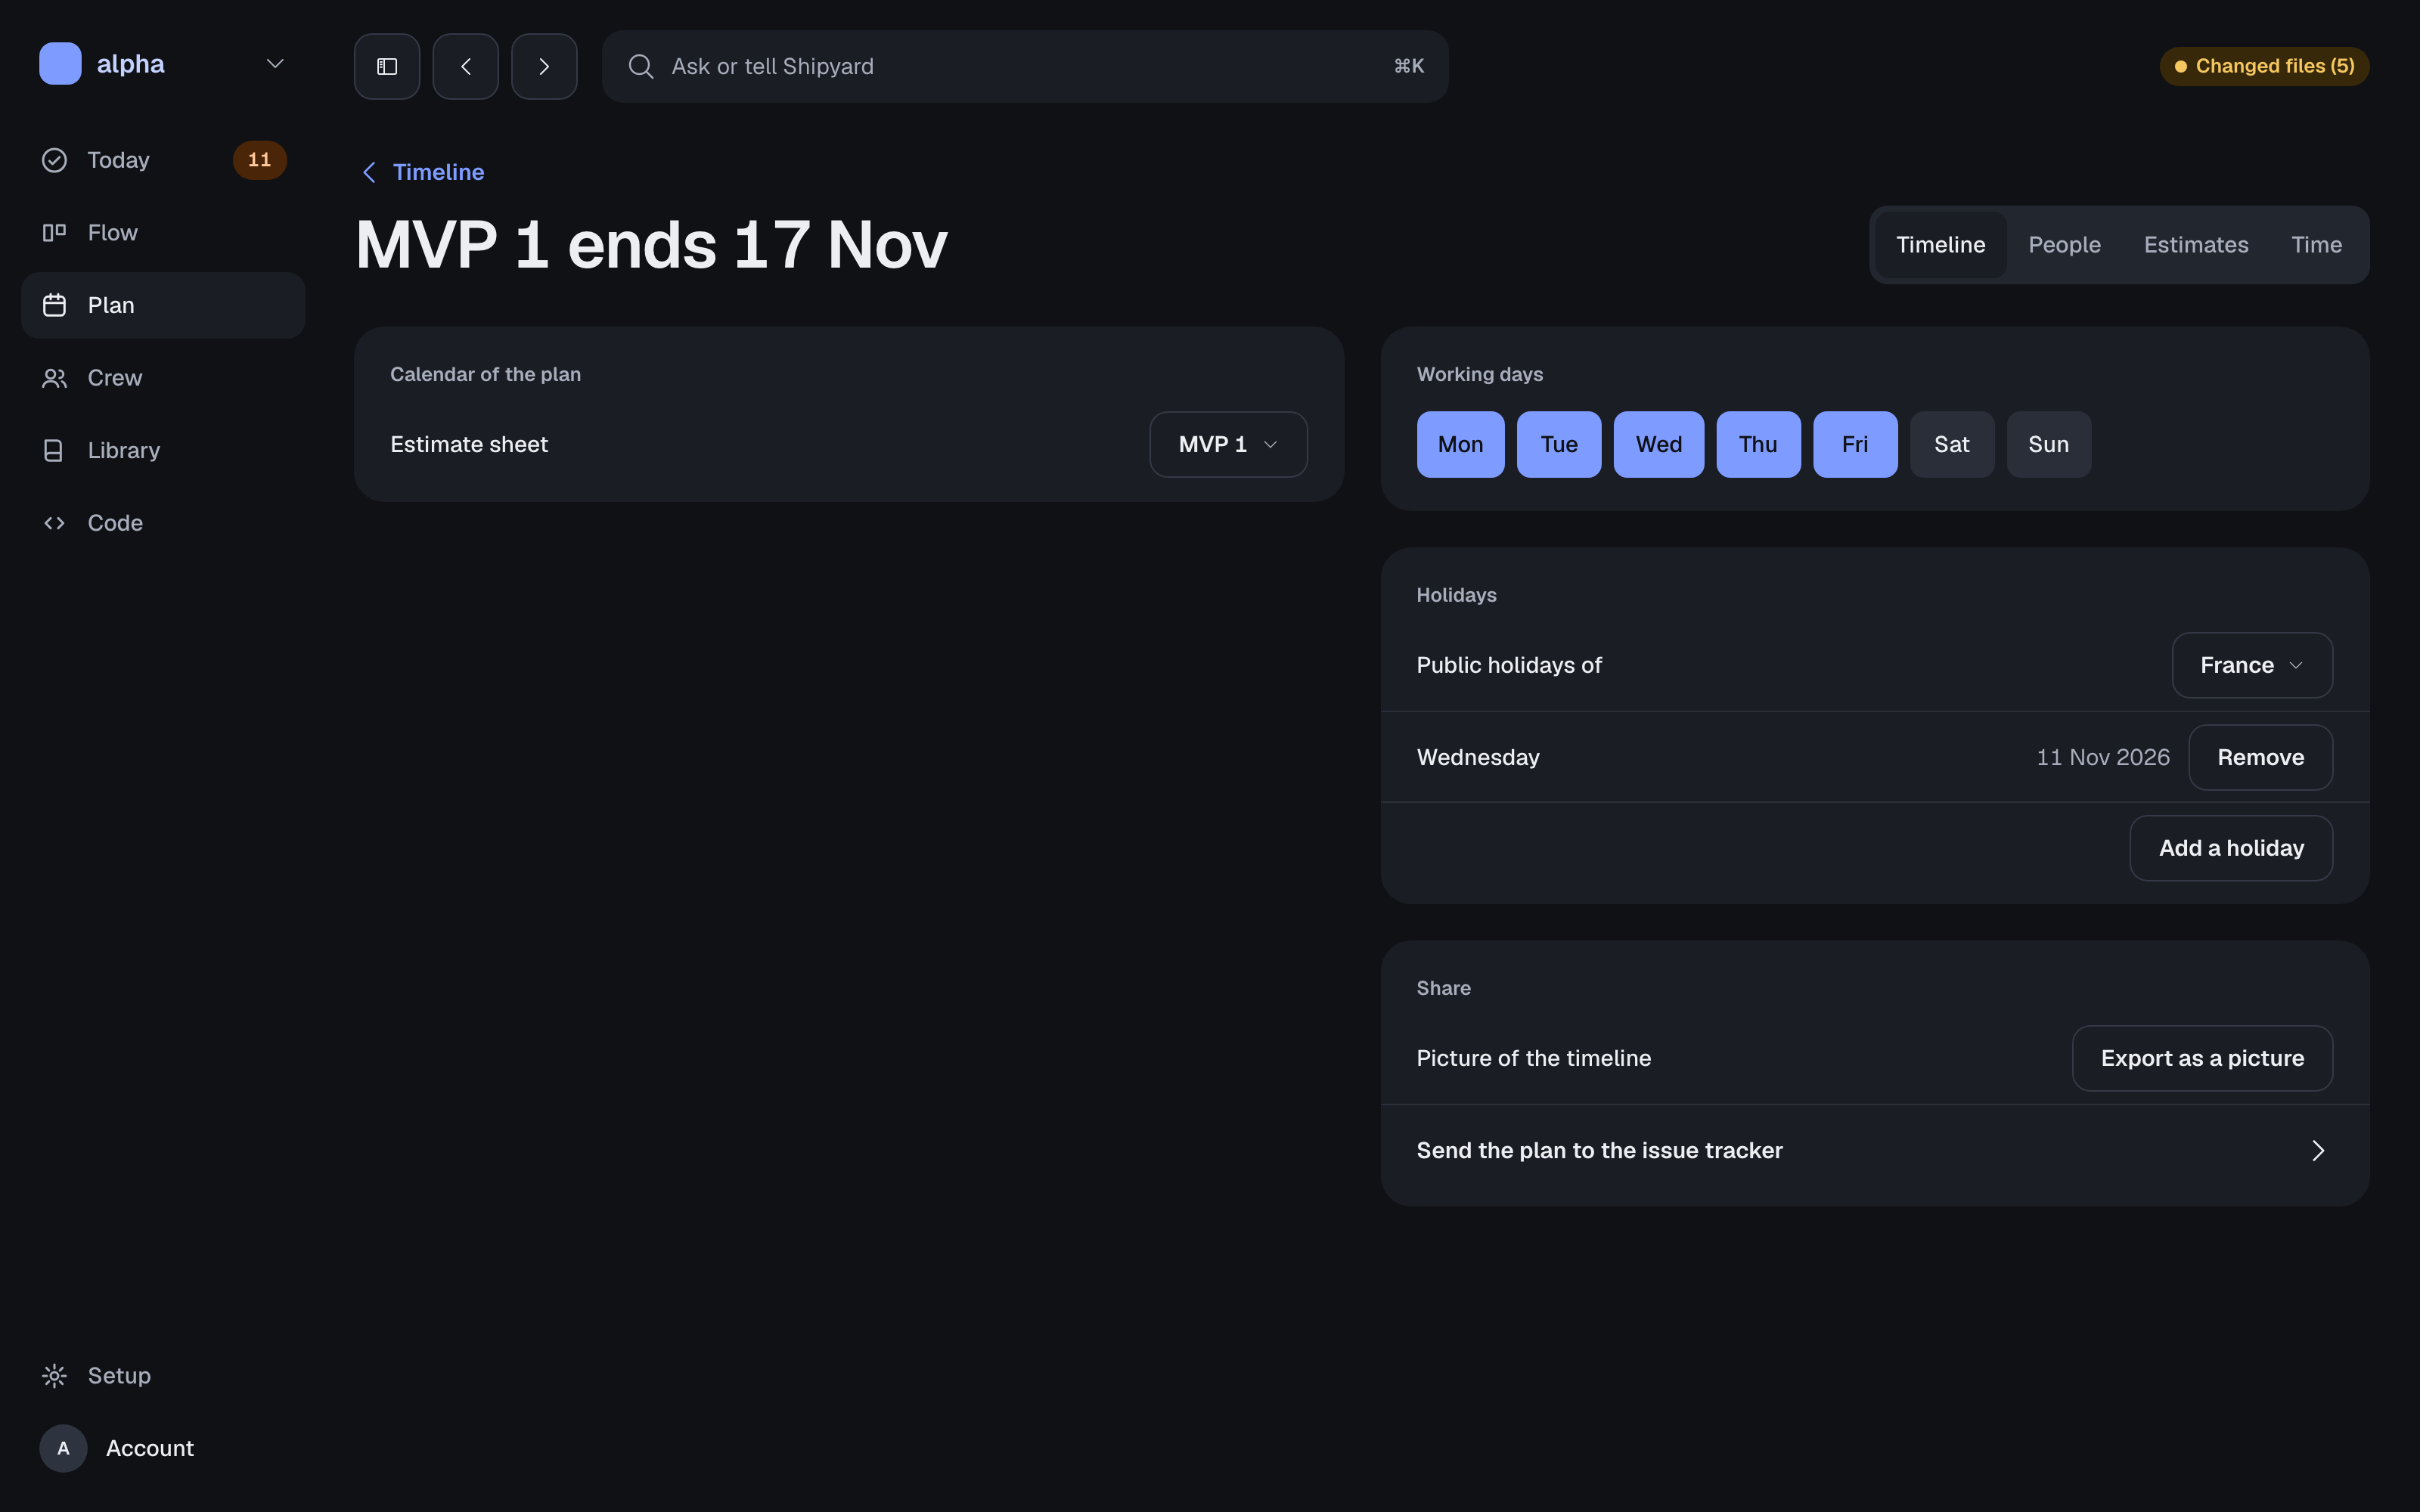 alpha
Ask or tell Shipyard ⌘K
Changed files (5)
Today 11
Flow
Plan
Crew
Library
Code
Setup
A Account
Timeline
MVP 1 ends 17 Nov
Timeline People Estimates Time
Calendar of the plan
Estimate sheet MVP 1
Working days
Mon Tue Wed Thu Fri Sat Sun
Holidays
Public holidays of France
Wednesday 11 Nov 2026 Remove
Add a holiday
Share
Picture of the timeline Export as a picture
Send the plan to the issue tracker